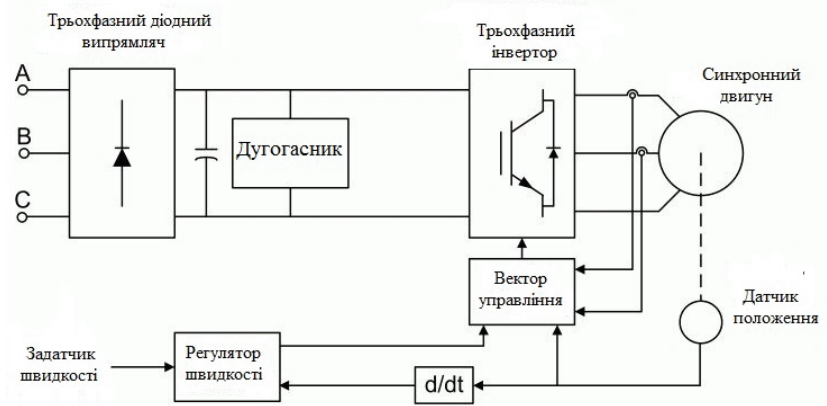 Трьохфазний діодний
випрямляч
Трьохфазний
інвертор
Синхронний
двигун
A
B
C
Дугогасник
Вектор
управління
Датчик
положення
Задатчик
швидкості
Регулятор
швидкості
d/dt